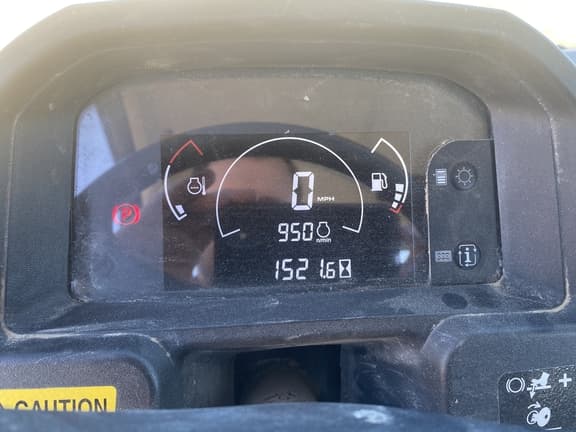 0 MPH
P
950 n/min
1521.6
i
CAUTION
+